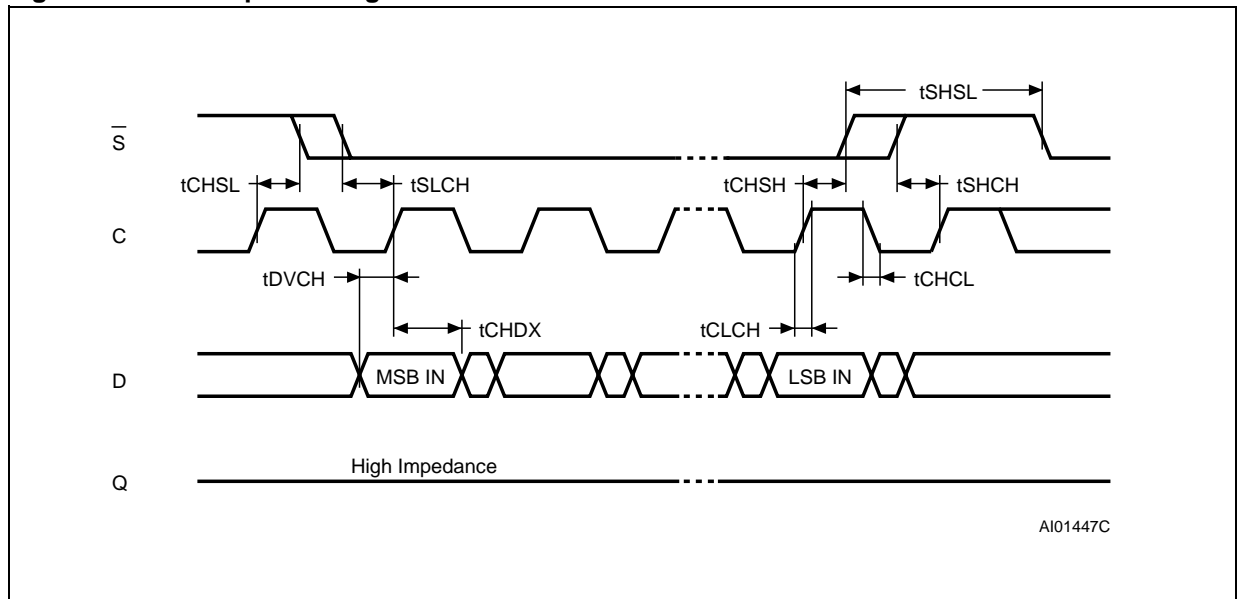 tSHSL
S
tCHSL
tSLCH
tCHSH
tSHCH
C
tDVCH
tCHCL
tCHDX
tCLCH
D
MSB IN
LSB IN
High Impedance
Q
AI01447C